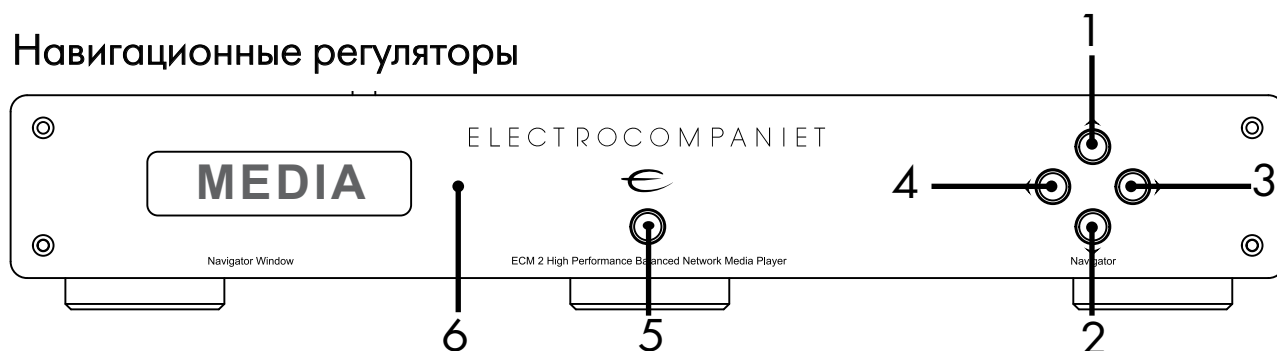 Навигационные регуляторы
1
ELECTROCOMPANIET
MEDIA
4
3
Navigator Window
ECM 2 High Performance Balanced Network Media Player
Navigator
6
5
2